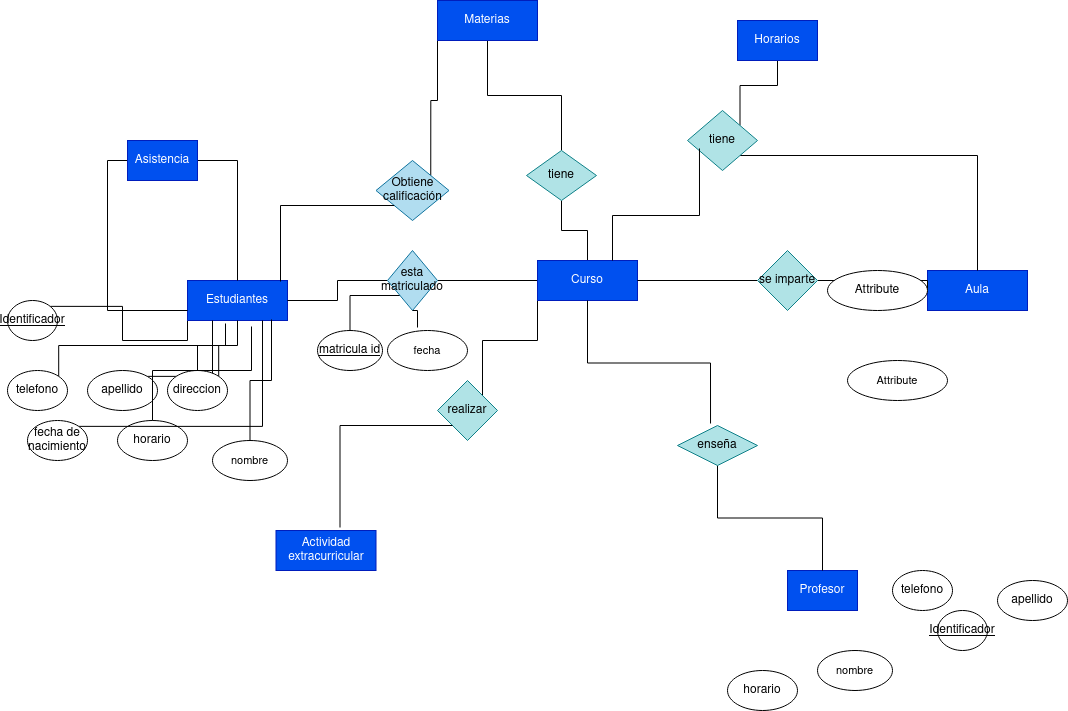 Materias
Horarios
tiene
Asistencia
tiene
Obtiene
calificación
esta
matriculado
Curso
se imparte
Attribute
Aula
Estudiantes
Identificador
matricula id
fecha
telefono
apellido
direccion
Attribute
realizar
fecha de
nacimiento
horario
nombre
enseña
Actividad
extracurricular
Profesor
telefono
apellido
Identificador
nombre
horario